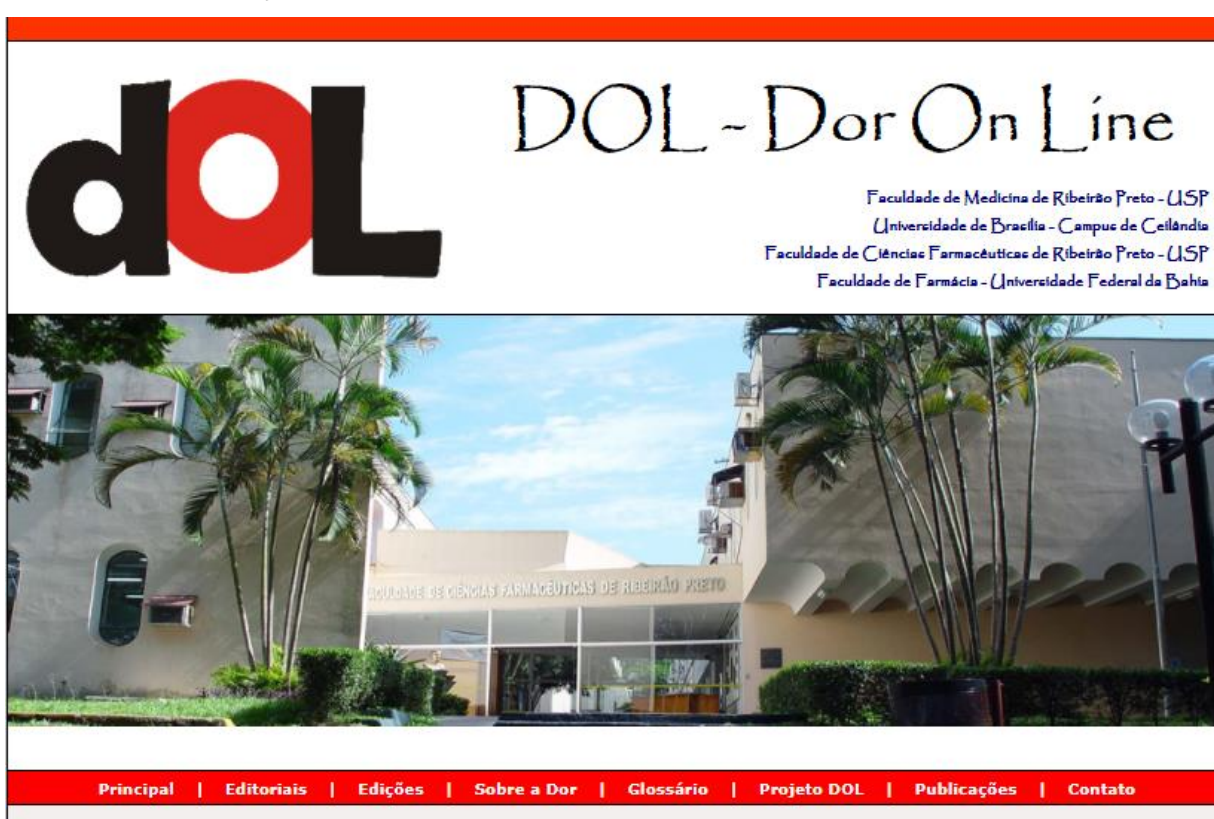 dOL
DOL - Dor On Line
Faculdade de Medicina de Ribeirão Preto - USP
Universidade de Brasília - Campus de Ceilândia
Faculdade de Ciências Farmacêuticas de Ribeirão Preto - USP
Faculdade de Farmácia - Universidade Federal da Bahia
FACULDADE DE CIÊNCIAS FARMACÊUTICAS DE RIBEIRÃO PRETO
Principal | Editoriais | Edições | Sobre a Dor | Glossário | Projeto DOL | Publicações | Contato